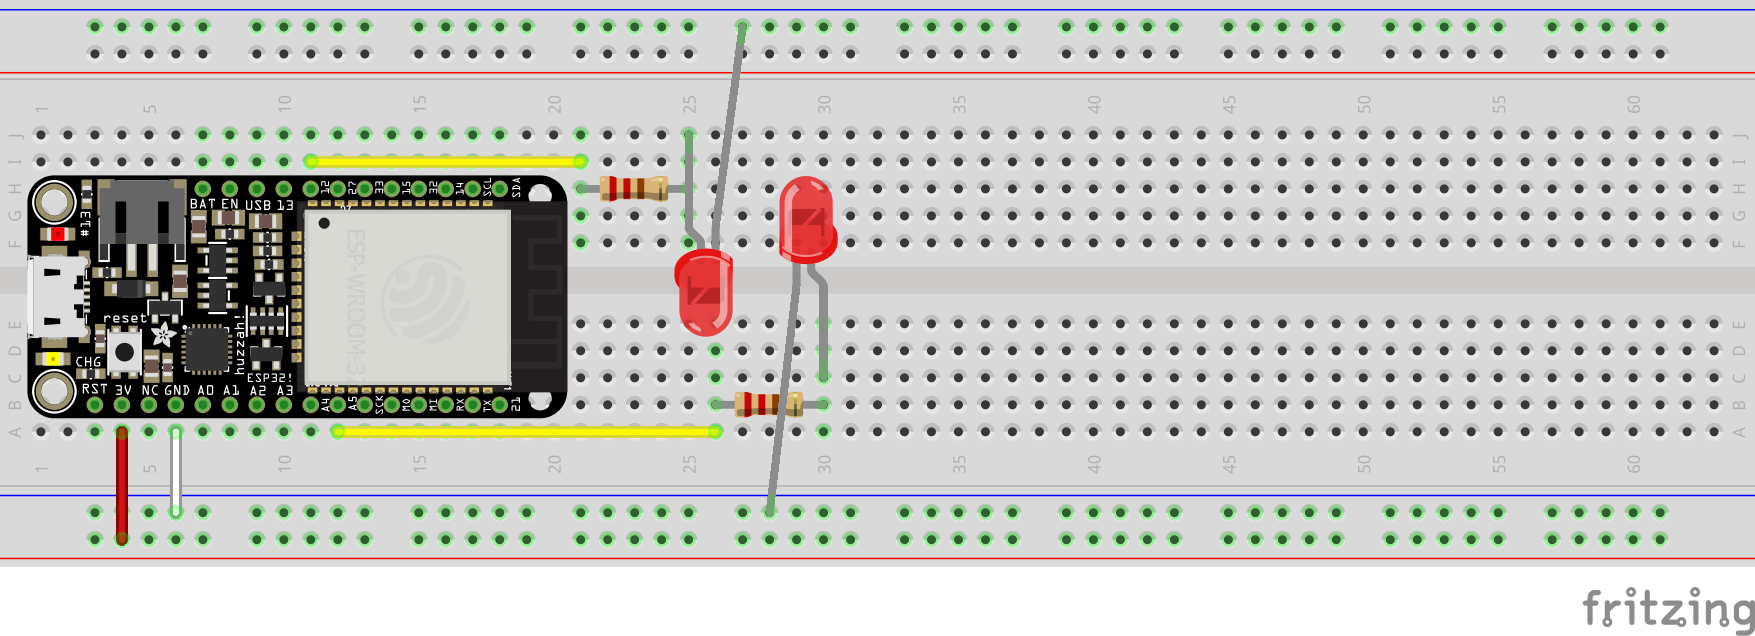 1 5 10 15 20 25 30 35 40 45 50 55 60
J J
I I
H H
G G
F F
12 27 33 15 32 14 SCL SDA
BAT EN USB 13
#13
ESP-WROOM-3
reset
huzzah!
ESP32!
CHG
RST 3V NC GND A0 A1 A2 A3
A4 A5 SCK MO MI RX TX 21
E E
D D
C C
B B
A A
1 5 10 15 20 25 30 35 40 45 50 55 60
fritzing